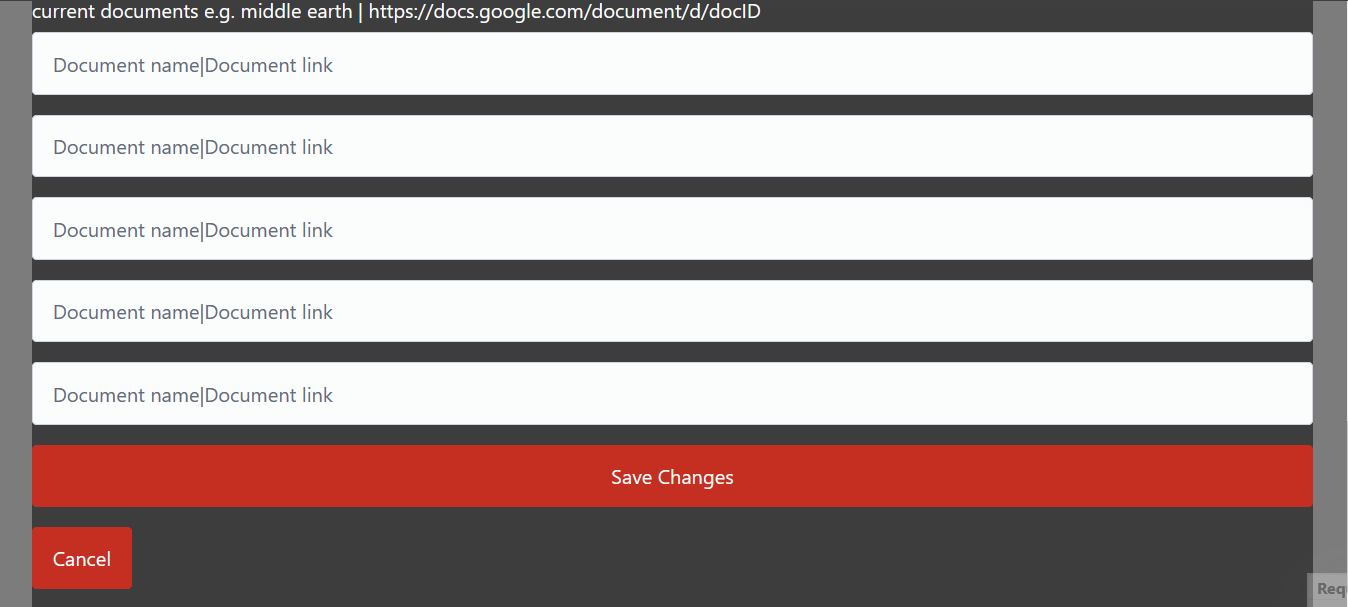 current documents e.g. middle earth | https://docs.google.com/document/d/docID
Document name|Document link
Document name|Document link
Document name|Document link
Document name|Document link
Document name|Document link
Save Changes
Cancel
Req